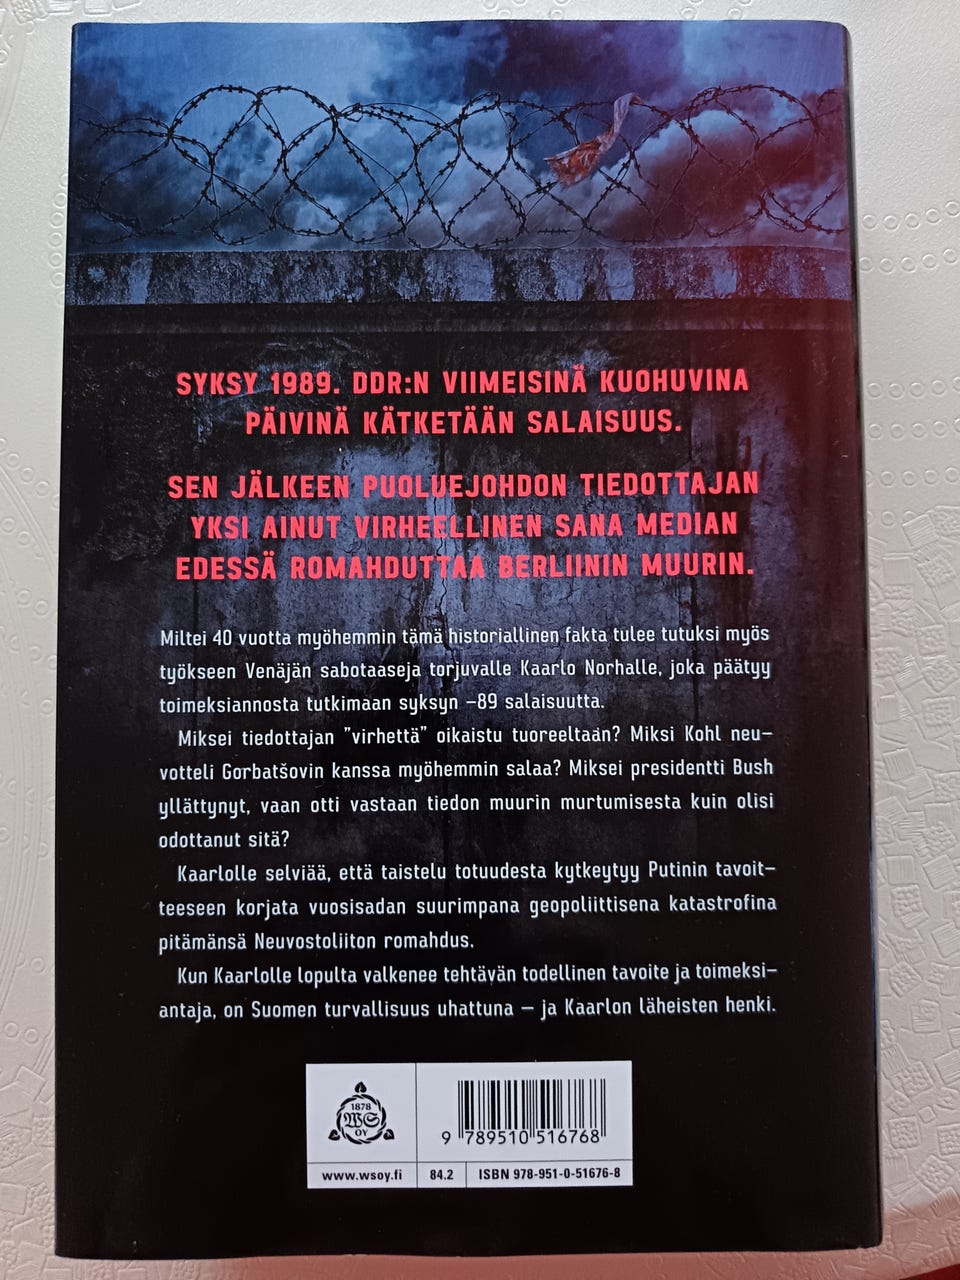 SYKSY 1989. DDR:N VIIMEISINÄ KUOHUVINA
PÄIVINÄ KÄTKETÄÄN SALAISUUS.
SEN JÄLKEEN PUOLUEJOHDON TIEDOTTAJAN
YKSI AINUT VIRHEELLINEN SANA MEDIAN
EDESSÄ ROMAHDUTTAA BERLIININ MUURIN.
Miltei 40 vuotta myöhemmin tämä historiallinen fakta tulee tutuksi myös
työkseen Venäjän sabotaaseja torjuvalle Kaarlo Norhalle, joka päätyy
toimeksiannosta tutkimaan syksyn –89 salaisuutta.
Miksei tiedottajan ”virhettä” oikaistu tuoreeltaan? Miksi Kohl neu-
votteli Gorbatšovin kanssa myöhemmin salaa? Miksei presidentti Bush
yllättynyt, vaan otti vastaan tiedon muurin murtumisesta kuin olisi
odottanut sitä?
Kaarlolle selviää, että taistelu totuudesta kytkeytyy Putinin tavoit-
teeseen korjata vuosisadan suurimpana geopoliittisena katastrofina
pitämänsä Neuvostoliiton romahdus.
Kun Kaarlolle lopulta valkenee tehtävän todellinen tavoite ja toimeksi-
antaja, on Suomen turvallisuus uhattuna – ja Kaarlon läheisten henki.
1878
WS
OY
9 789510 516768
www.wsoy.fi 84.2 ISBN 978-951-0-51676-8